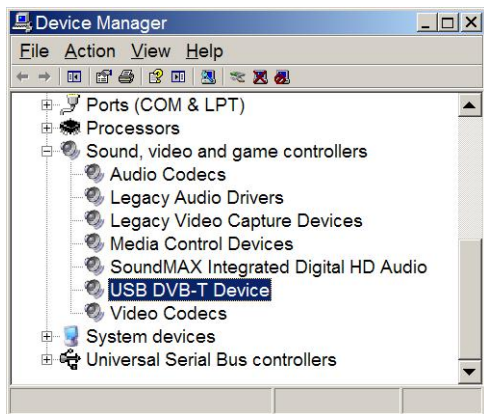 Device Manager
File Action View Help
Ports (COM & LPT)
Processors
Sound, video and game controllers
Audio Codecs
Legacy Audio Drivers
Legacy Video Capture Devices
Media Control Devices
SoundMAX Integrated Digital HD Audio
USB DVB-T Device
Video Codecs
System devices
Universal Serial Bus controllers